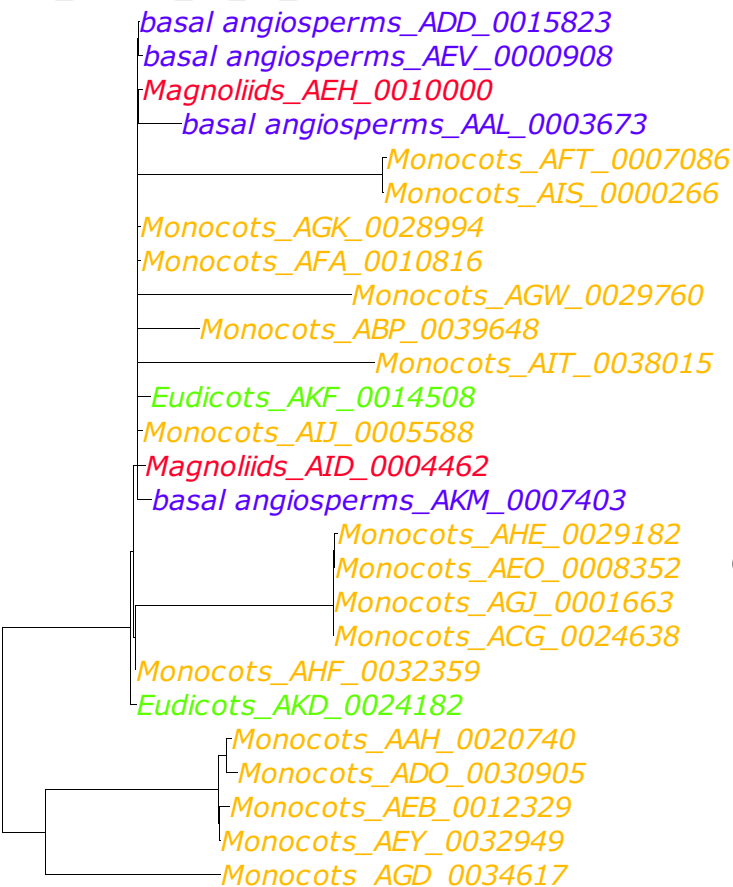 basal angiosperms_ADD_0015823
basal angiosperms_AEV_0000908
Magnoliids_AEH_0010000
basal angiosperms_AAL_0003673
Monocots_AFT_0007086
Monocots_AIS_0000266
Monocots_AGK_0028994
Monocots_AFA_0010816
Monocots_AGW_0029760
Monocots_ABP_0039648
Monocots_AIT_0038015
Eudicots_AKF_0014508
Monocots_AIJ_0005588
Magnoliids_AID_0004462
basal angiosperms_AKM_0007403
Monocots_AHE_0029182
Monocots_AEO_0008352
Monocots_AGJ_0001663
Monocots_ACG_0024638
Monocots_AHF_0032359
Eudicots_AKD_0024182
Monocots_AAH_0020740
Monocots_ADO_0030905
Monocots_AEB_0012329
Monocots_AEY_0032949
Monocots_AGD_0034617